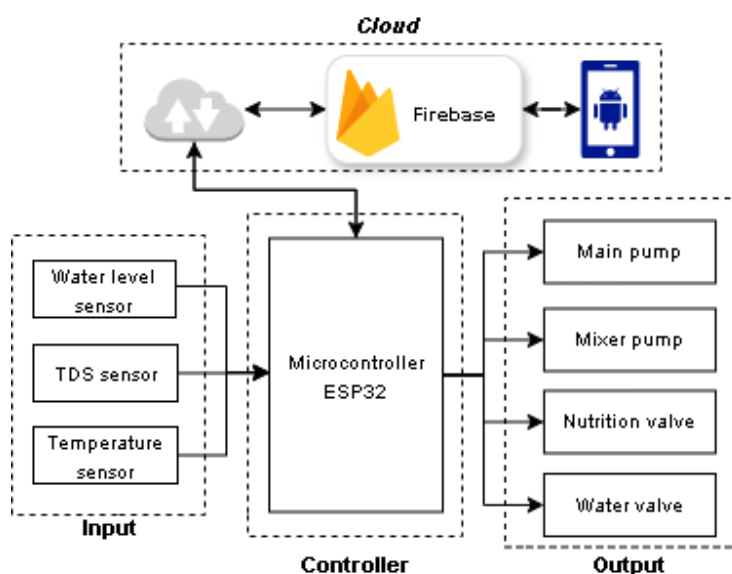 Cloud
Firebase
Water level
sensor
TDS sensor
Temperature
sensor
Input
Microcontroller
ESP32
Controller
Main pump
Mixer pump
Nutrition valve
Water valve
Output